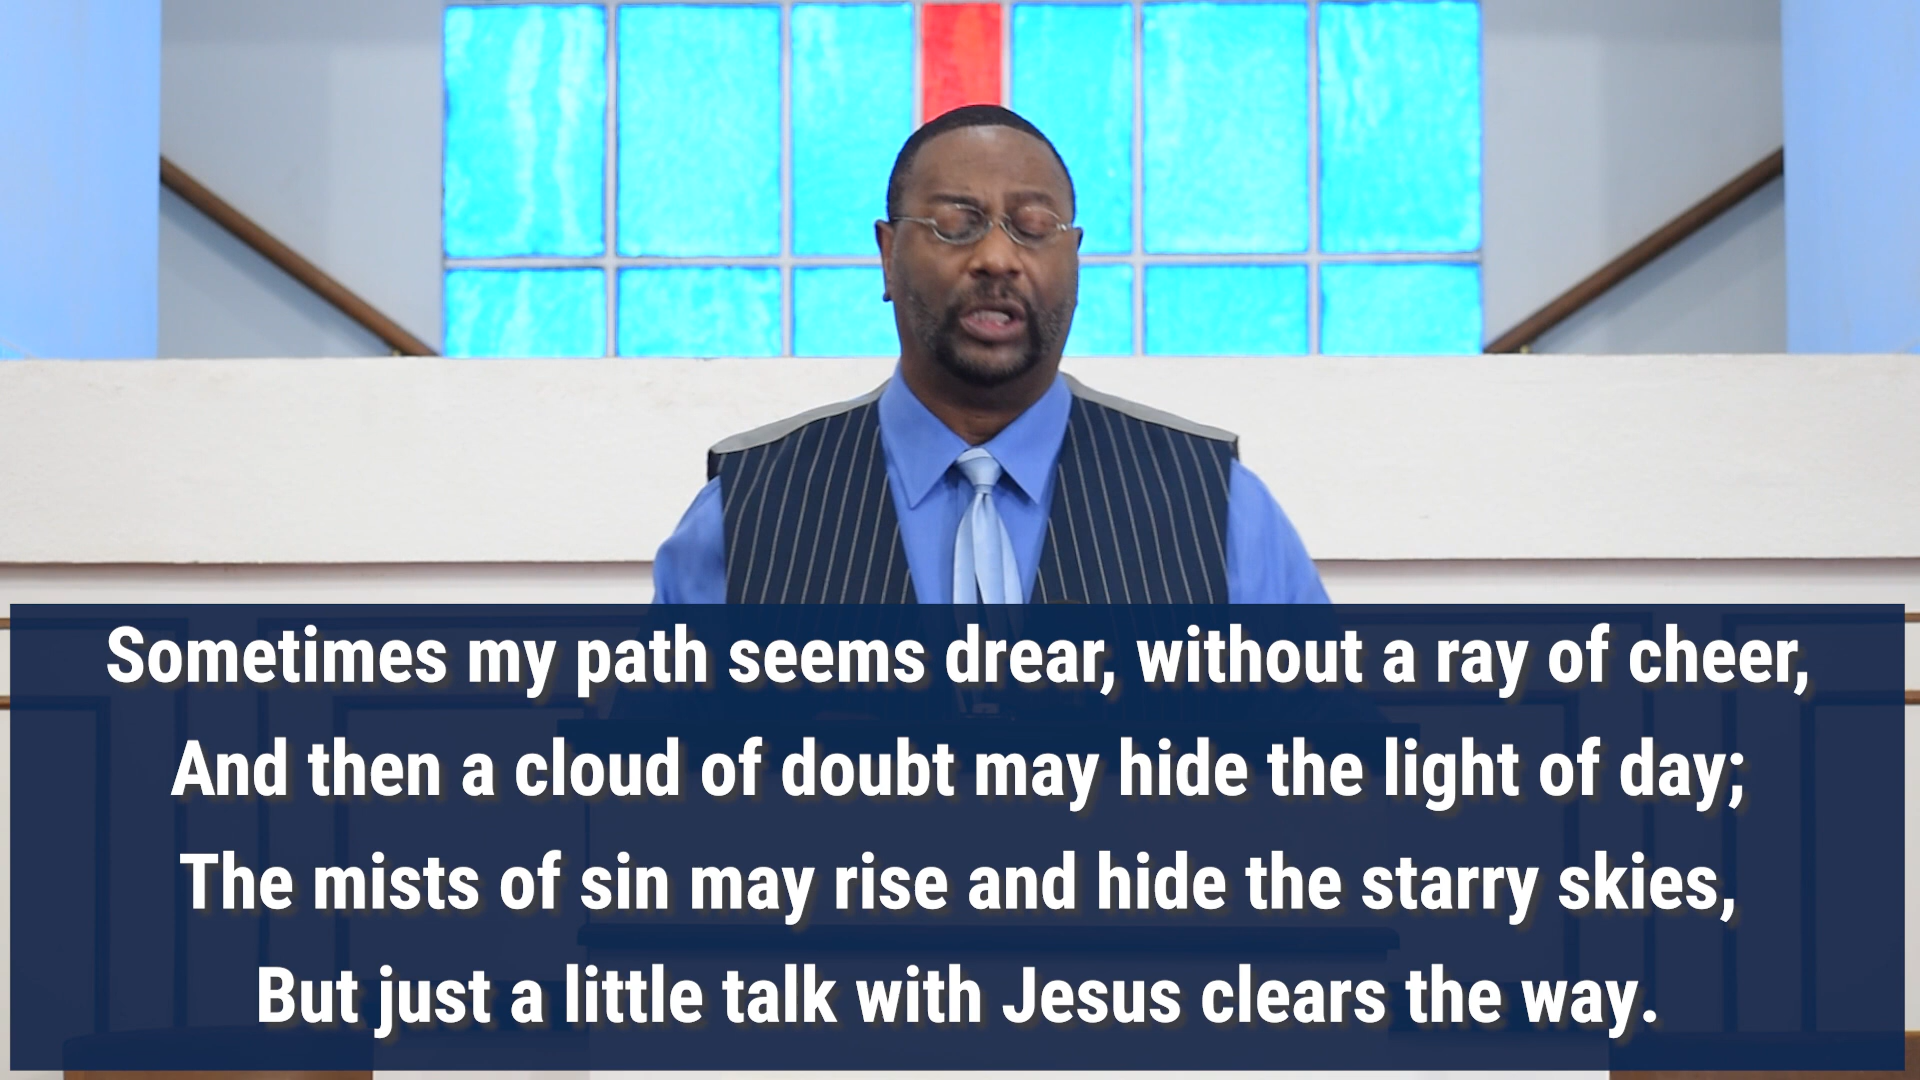 Sometimes my path seems drear, without a ray of cheer,
And then a cloud of doubt may hide the light of day;
The mists of sin may rise and hide the starry skies,
But just a little talk with Jesus clears the way.